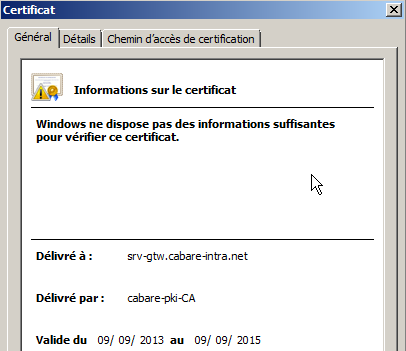 Certificat
Général Détails Chemin d'accès de certification
Informations sur le certificat
Windows ne dispose pas des informations suffisantes
pour vérifier ce certificat.
Délivré à : srv-gtw.cabare-intra.net
Délivré par : cabare-pki-CA
Valide du 09/ 09/ 2013 au 09/ 09/ 2015